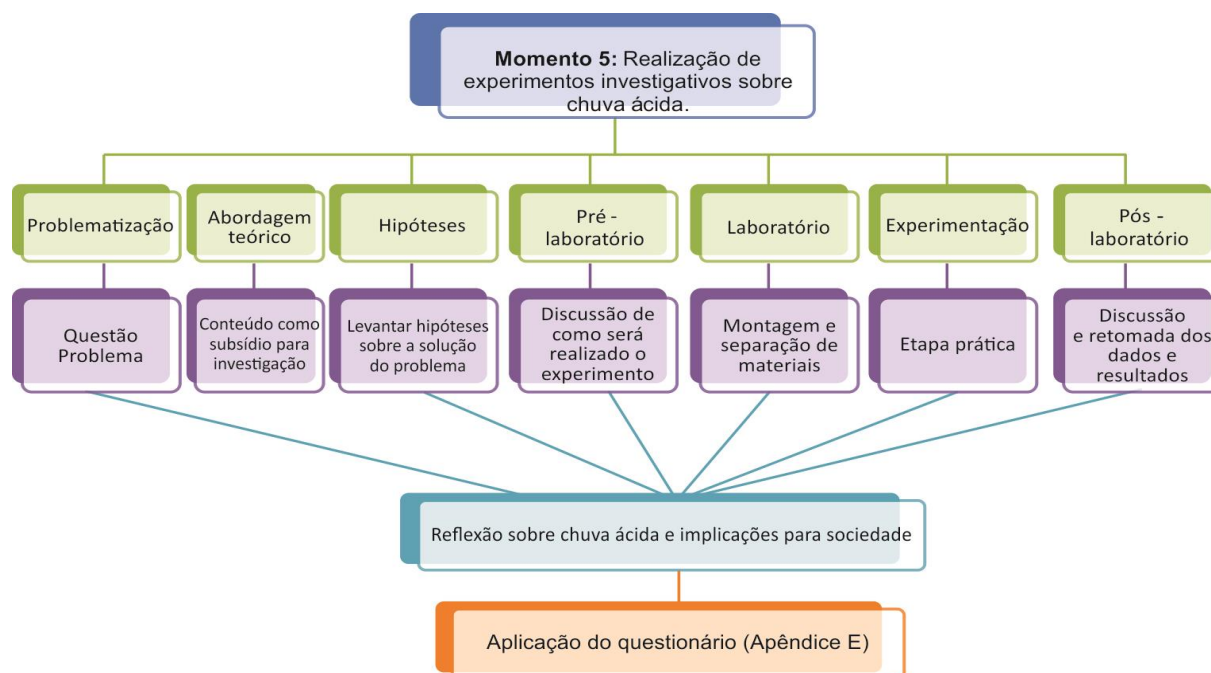 Momento 5: Realização de
experimentos investigativos sobre
chuva ácida.
Problematização
Abordagem
teórico
Hipóteses
Pré -
laboratório
Laboratório
Experimentação
Pós -
laboratório
Questão
Problema
Conteúdo como
subsídio para
investigação
Levantar hipóteses
sobre a solução
do problema
Discussão de
como será
realizado o
experimento
Montagem e
separação de
materiais
Etapa prática
Discussão
e retomada dos
dados e
resultados
Reflexão sobre chuva ácida e implicações para sociedade
Aplicação do questionário (Apêndice E)